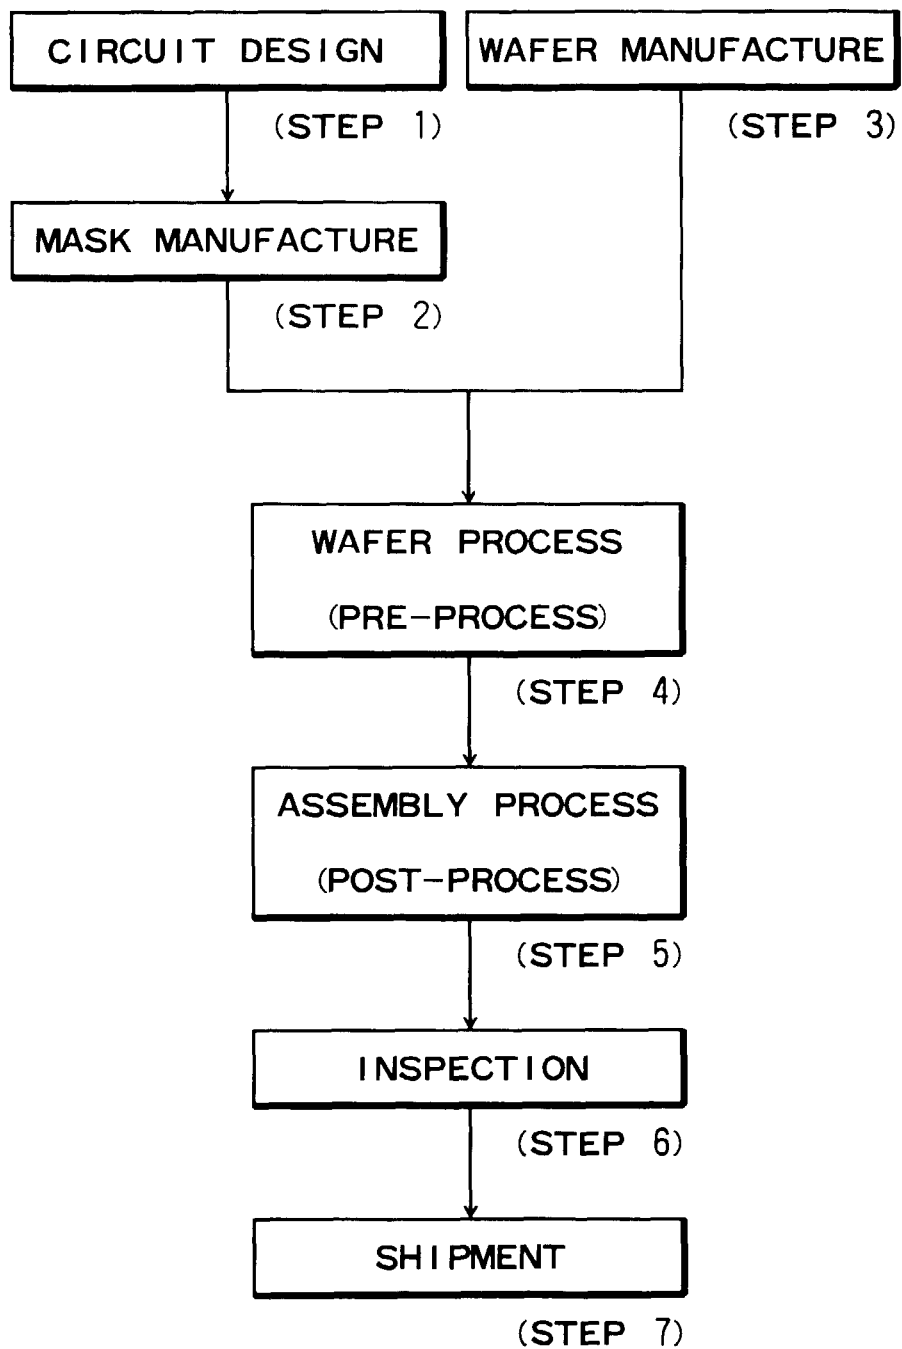 CIRCUIT DESIGN
(STEP 1)
WAFER MANUFACTURE
(STEP 3)
MASK MANUFACTURE
(STEP 2)
WAFER PROCESS
(PRE-PROCESS)
(STEP 4)
ASSEMBLY PROCESS
(POST-PROCESS)
(STEP 5)
INSPECTION
(STEP 6)
SHIPMENT
(STEP 7)